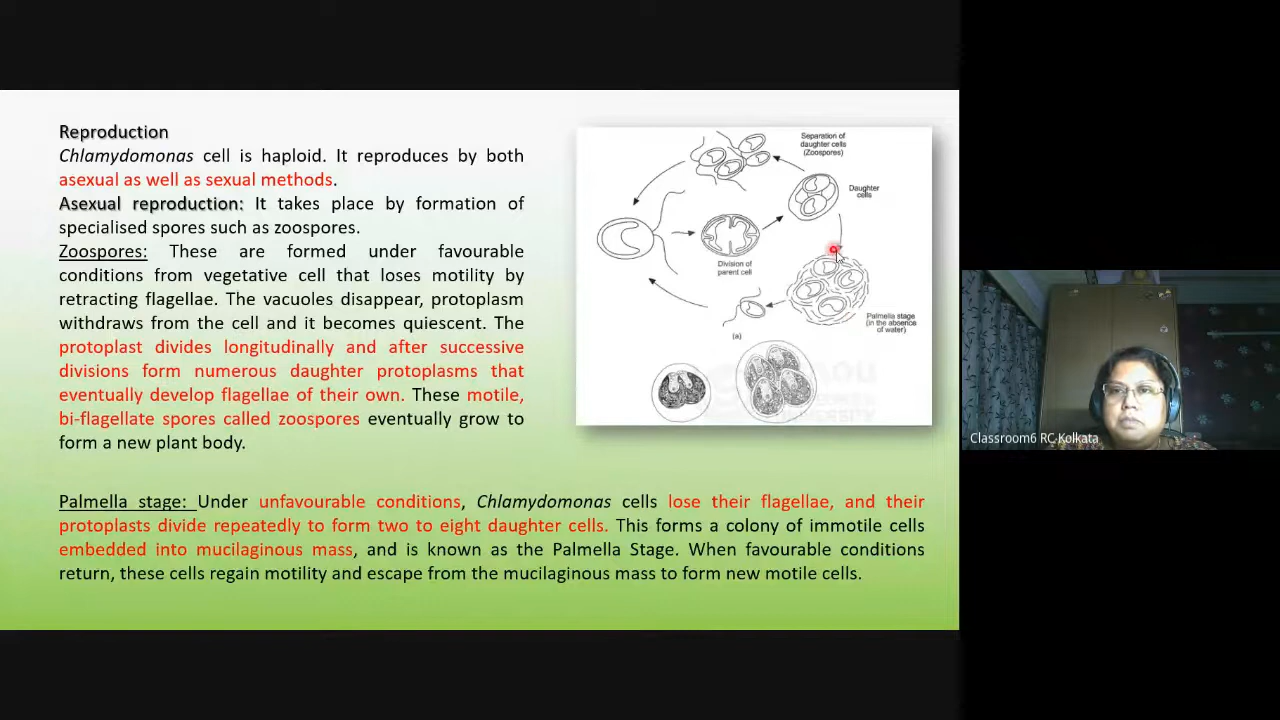 Reproduction
Chlamydomonas cell is haploid. It reproduces by both
asexual as well as sexual methods.
Asexual reproduction: It takes place by formation of
specialised spores such as zoospores.
Zoospores: These are formed under favourable
conditions from vegetative cell that loses motility by
retracting flagellae. The vacuoles disappear, protoplasm
withdraws from the cell and it becomes quiescent. The
protoplast divides longitudinally and after successive
divisions form numerous daughter protoplasms that
eventually develop flagellae of their own. These motile,
bi-flagellate spores called zoospores eventually grow to
form a new plant body.
Separation of
daughter cells
(Zoospores)
Daughter
cells
Division of
parent cell
Palmella stage
(in the absence
of water)
(a)
Palmella stage: Under unfavourable conditions, Chlamydomonas cells lose their flagellae, and their
protoplasts divide repeatedly to form two to eight daughter cells. This forms a colony of immotile cells
embedded into mucilaginous mass, and is known as the Palmella Stage. When favourable conditions
return, these cells regain motility and escape from the mucilaginous mass to form new motile cells.
Classroom6 RC Kolkata